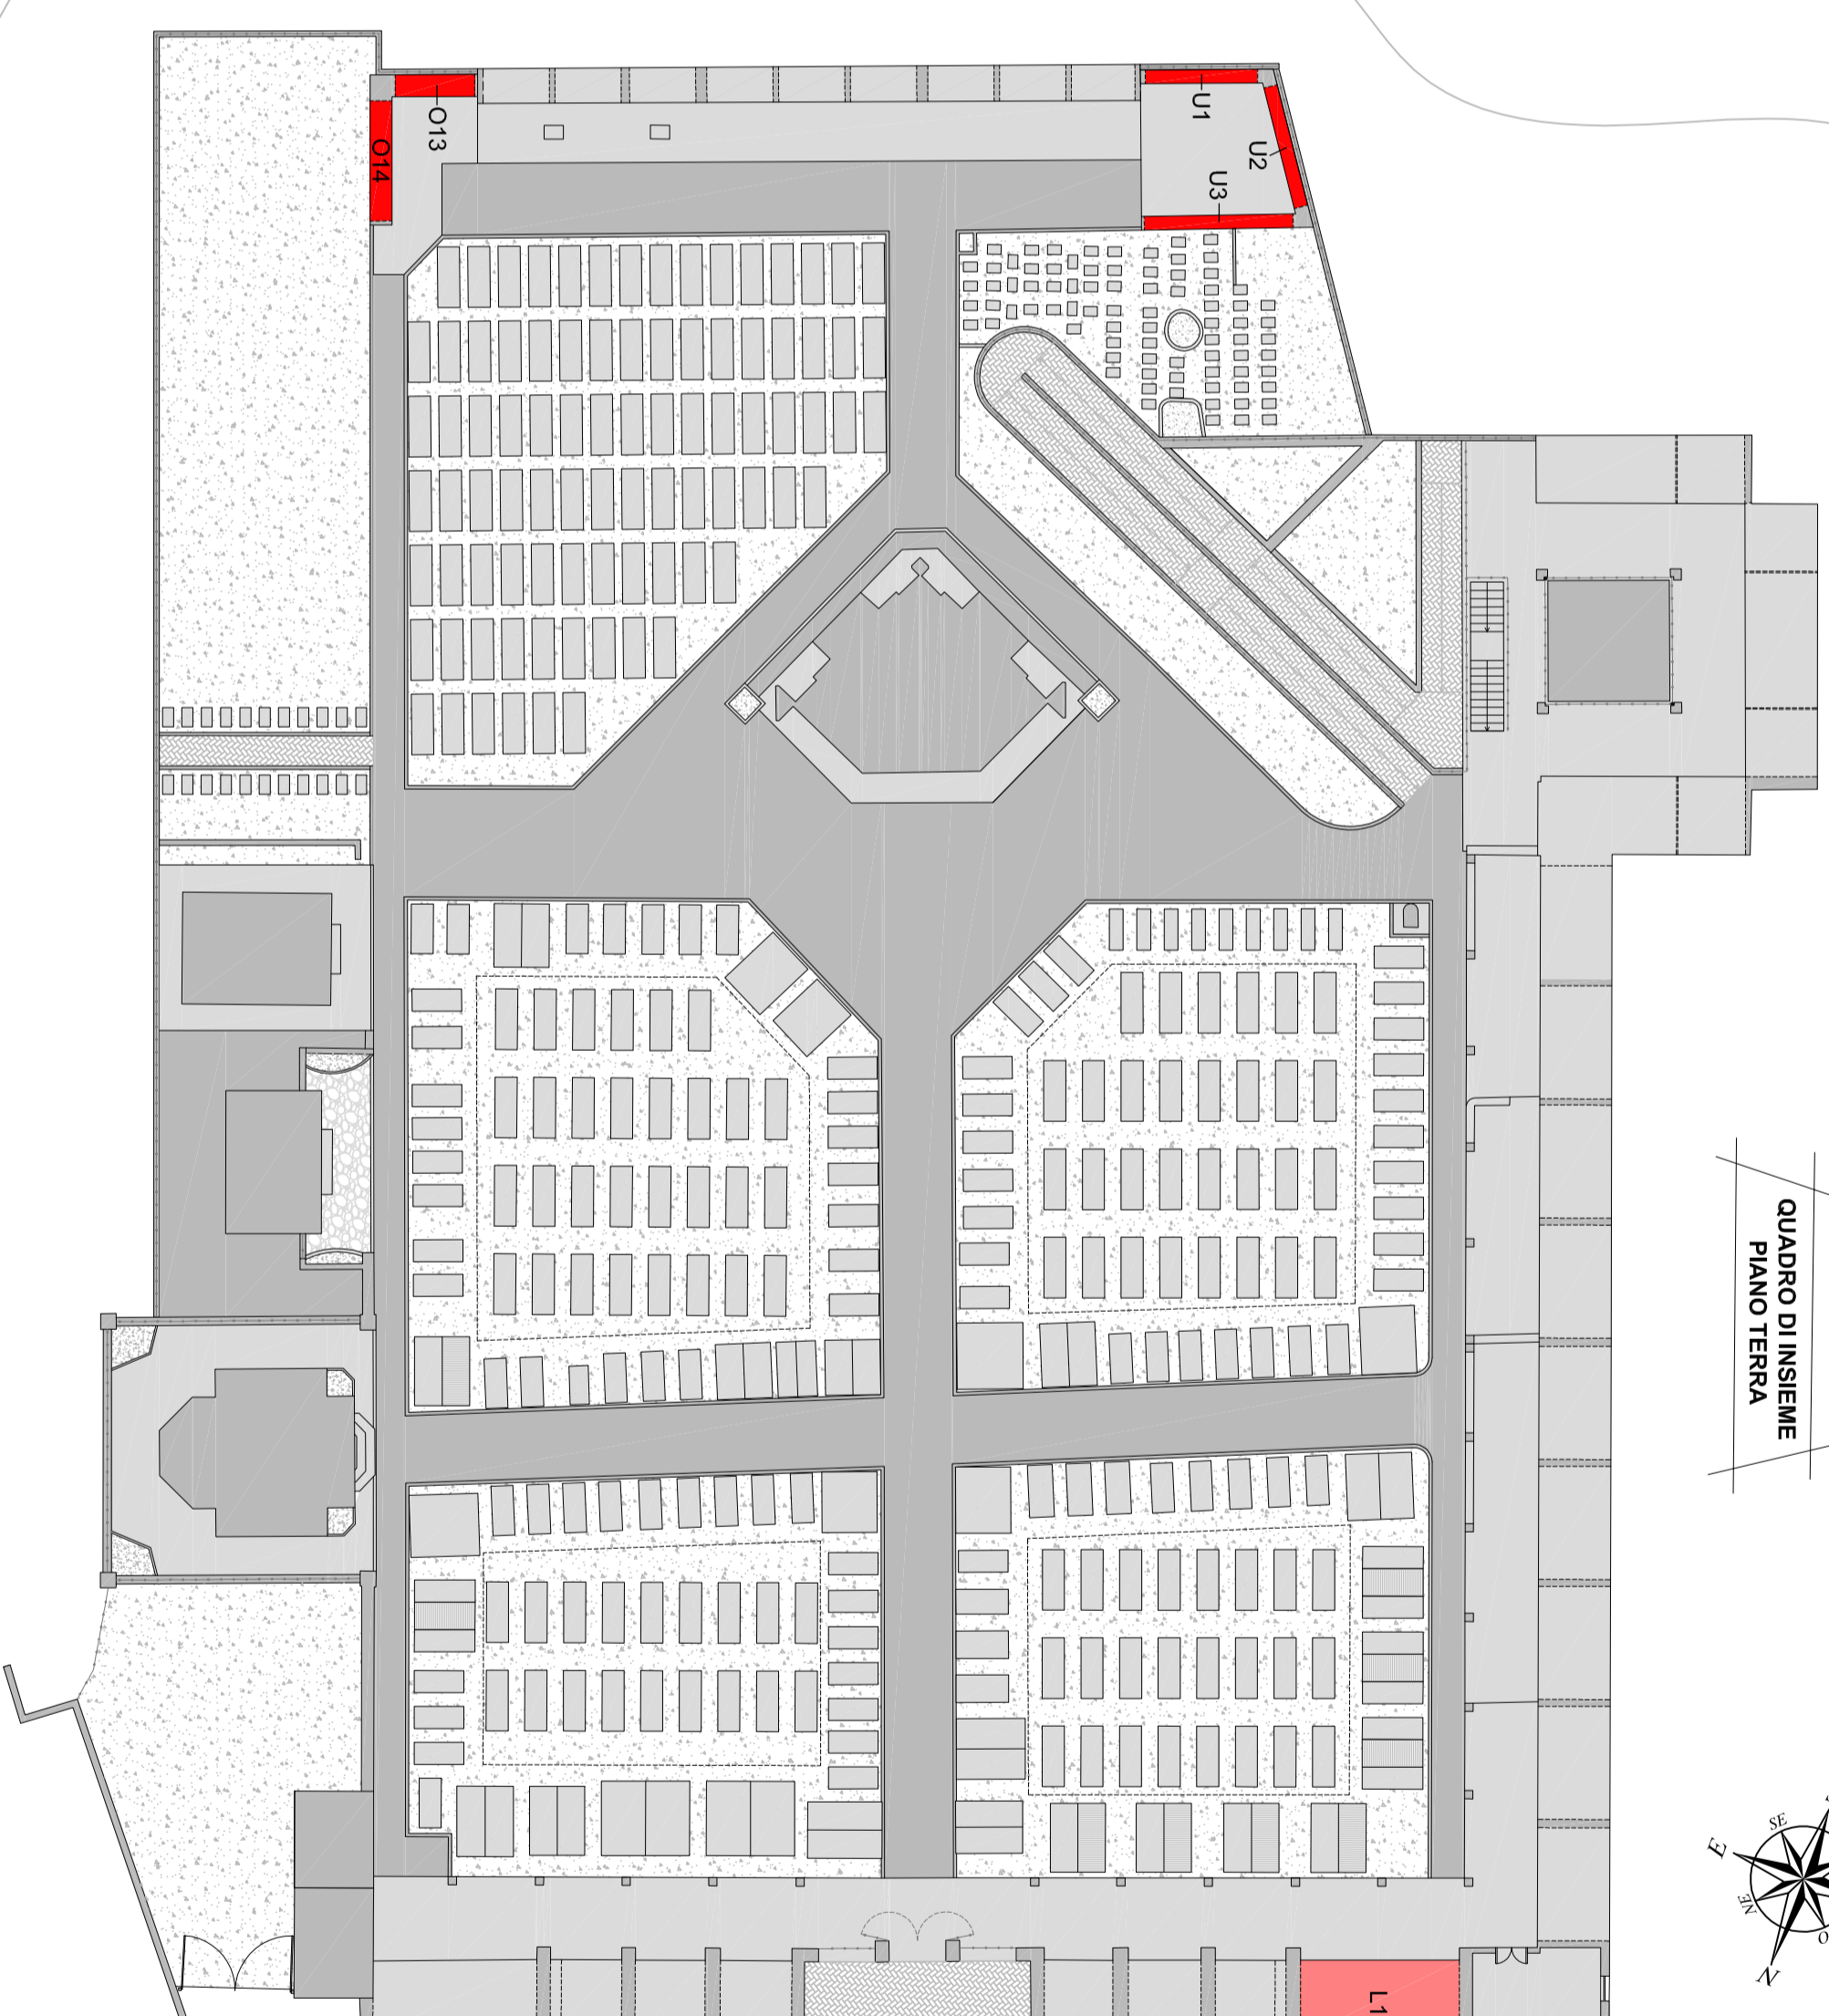 O13
O14
U1
U2
U3
QUADRO DI INSIEME
PIANO TERRA
SE
E
NE
N
L1